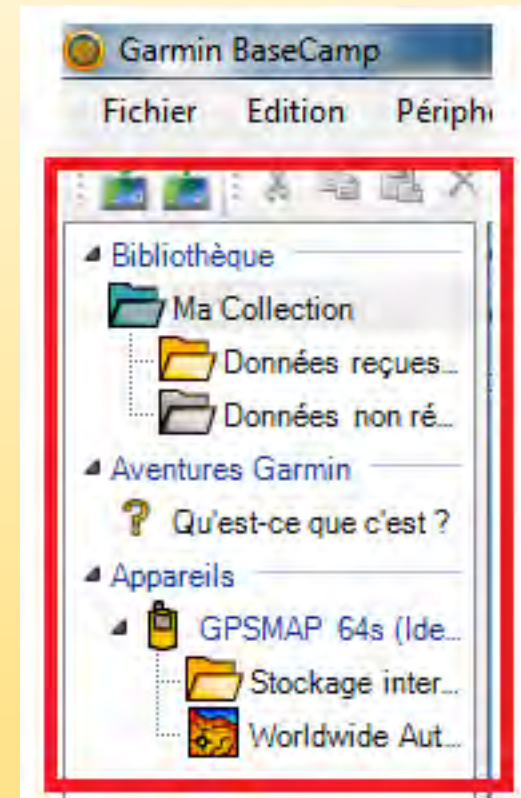 Garmin BaseCamp
Fichier Edition Périph
Bibliothèque
Ma Collection
Données reçues...
Données non ré...
Aventures Garmin
Qu'est-ce que c'est ?
Appareils
GPSMAP 64s (Ide...
Stockage inter...
Worldwide Aut...